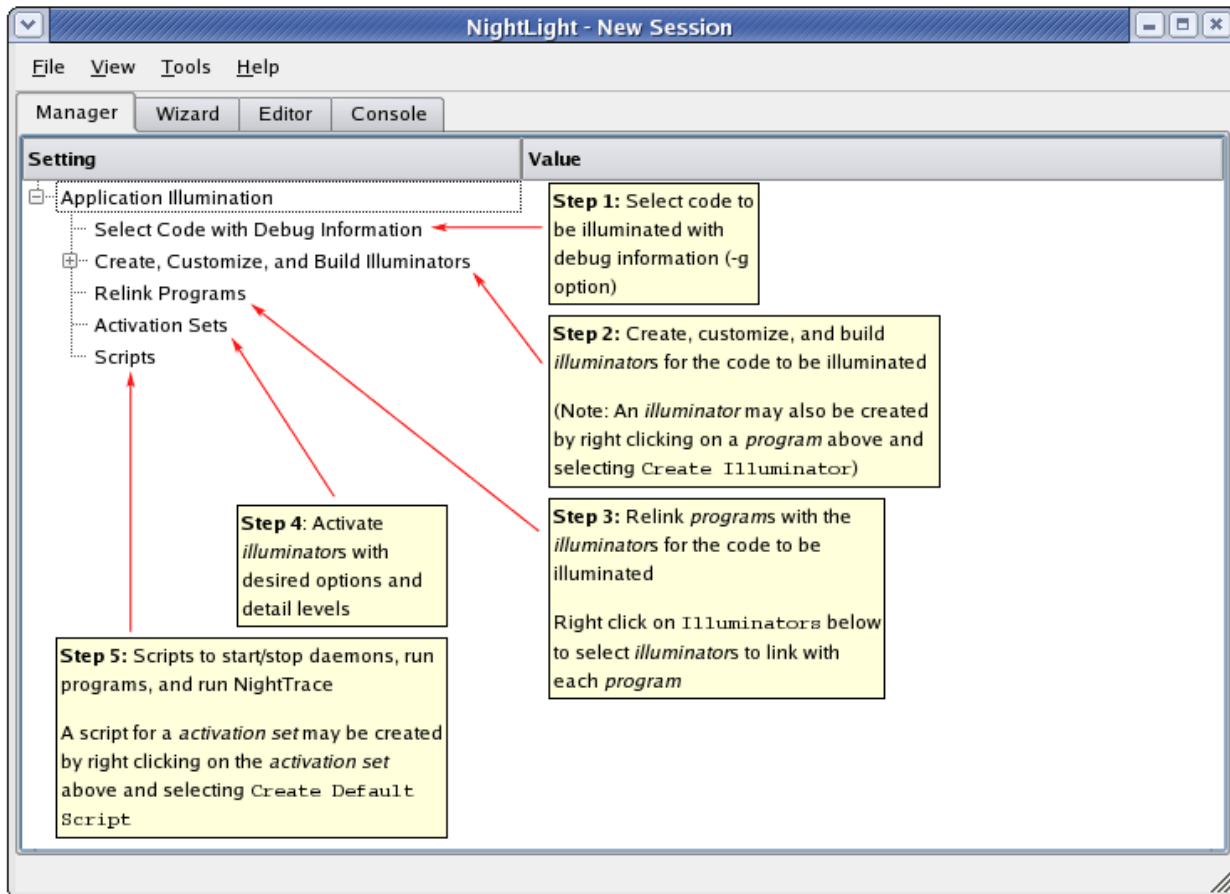 NightLight - New Session
File View Tools Help
Manager Wizard Editor Console
Setting Value
Application Illumination
Select Code with Debug Information
Create, Customize, and Build Illuminators
Relink Programs
Activation Sets
Scripts
Step 1: Select code to
be illuminated with
debug information (-g
option)
Step 2: Create, customize, and build
illuminators for the code to be illuminated
(Note: An illuminator may also be created
by right clicking on a program above and
selecting Create Illuminator)
Step 3: Relink programs with the
illuminators for the code to be
illuminated
Right click on Illuminators below
to select illuminators to link with
each program
Step 4: Activate
illuminators with
desired options and
detail levels
Step 5: Scripts to start/stop daemons, run
programs, and run NightTrace
A script for a activation set may be created
by right clicking on the activation set
above and selecting Create Default
Script